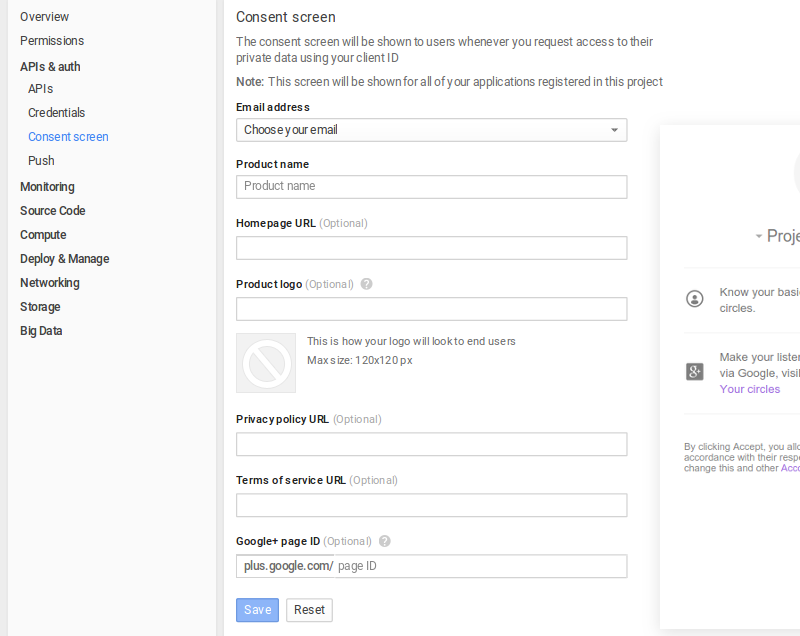 Overview
Permissions
APIs & auth
APIs
Credentials
Consent screen
Push
Monitoring
Source Code
Compute
Deploy & Manage
Networking
Storage
Big Data
Consent screen
The consent screen will be shown to users whenever you request access to their
private data using your client ID
Note: This screen will be shown for all of your applications registered in this project
Email address
Choose your email
Product name
Product name
Homepage URL (Optional)
Product logo (Optional) ?
This is how your logo will look to end users
Max size: 120x120 px
Privacy policy URL (Optional)
Terms of service URL (Optional)
Google+ page ID (Optional) ?
plus.google.com/ page ID
Save Reset
Proje
Know your basi
circles.
g+
Make your listen
via Google, visil
Your circles
By clicking Accept, you allo
accordance with their respe
change this and other Acco